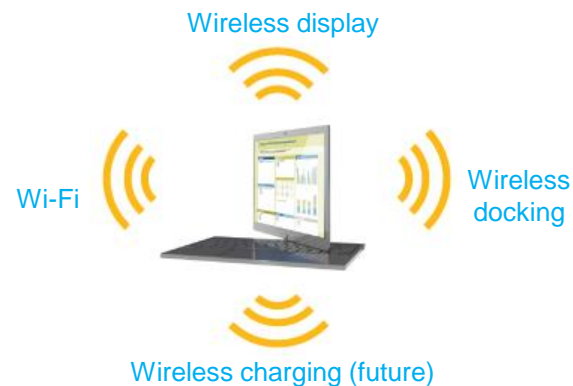 Wireless display
Wi-Fi
Wireless
docking
Wireless charging (future)